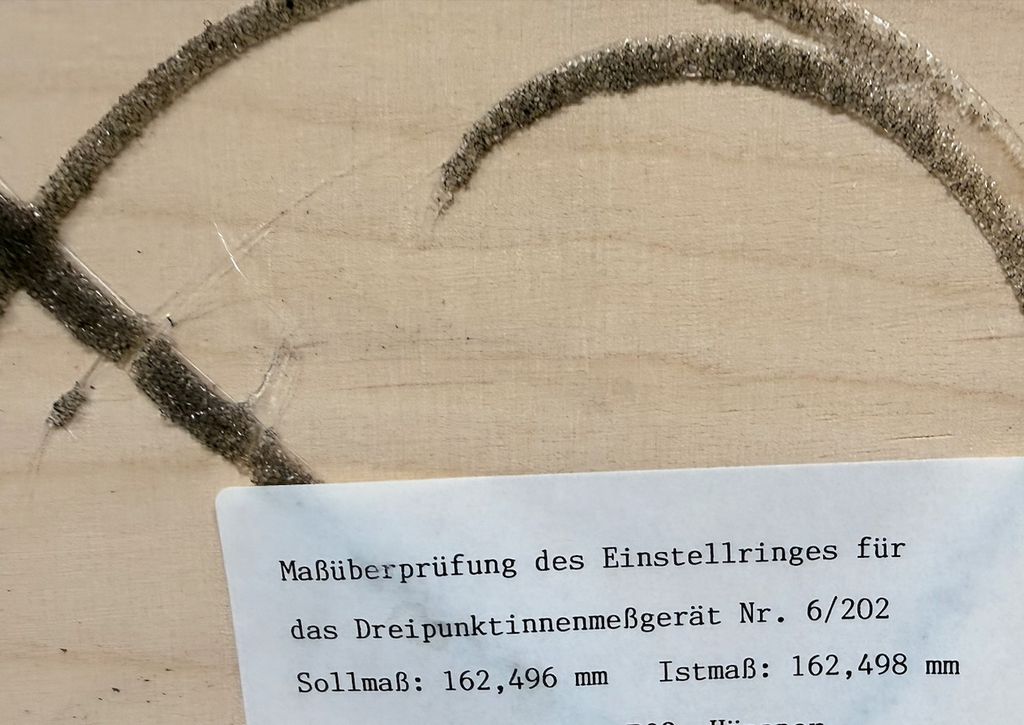 Maßüberprüfung des Einstellringes für
das Dreipunktinnenmeßgerät Nr. 6/202
Sollmaß: 162,496 mm Istmaß: 162,498 mm